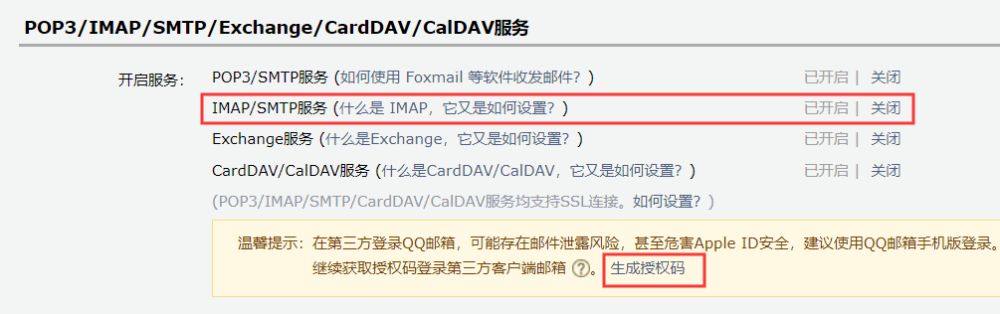 POP3/IMAP/SMTP/Exchange/CardDAV/CalDAV服务
开启服务： POP3/SMTP服务 (如何使用 Foxmail 等软件收发邮件？) 已开启 | 关闭
IMAP/SMTP服务 (什么是 IMAP，它又是如何设置？) 已开启 | 关闭
Exchange服务 (什么是Exchange，它又是如何设置？) 已开启 | 关闭
CardDAV/CalDAV服务 (什么是CardDAV/CalDAV，它又是如何设置？) 已开启 | 关闭
(POP3/IMAP/SMTP/CardDAV/CalDAV服务均支持SSL连接。如何设置？)
温馨提示：在第三方登录QQ邮箱，可能存在邮件泄露风险，甚至危害Apple ID安全，建议使用QQ邮箱手机版登录。
继续获取授权码登录第三方客户端邮箱 ?。 生成授权码